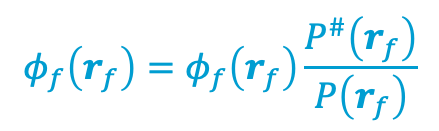 ϕ_f(r_f) = ϕ_f(r_f) P^#(r_f) / P(r_f)